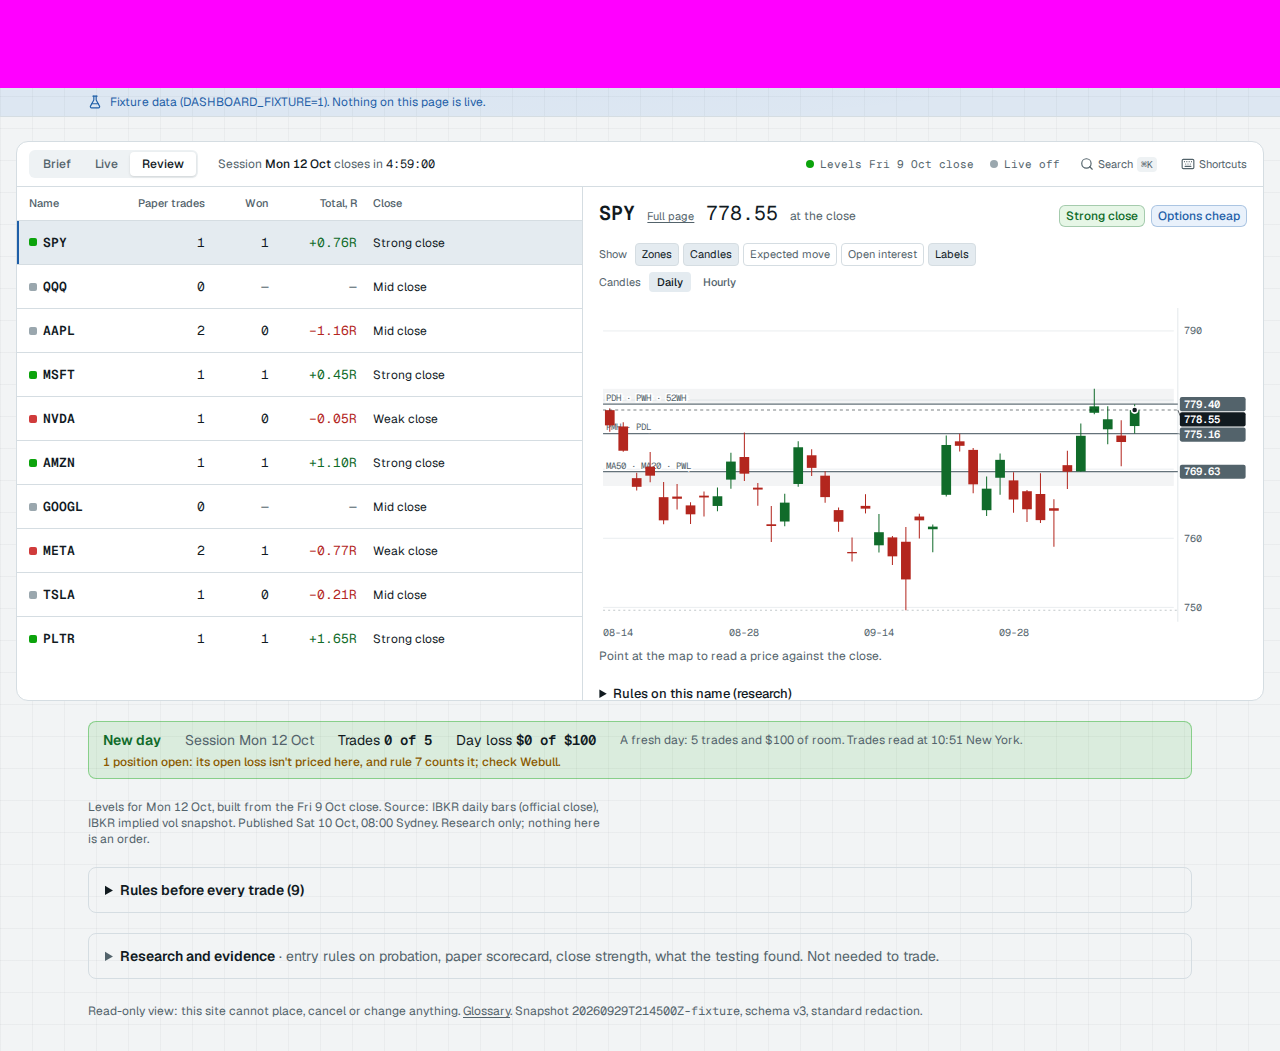 Fixture data (DASHBOARD_FIXTURE=1). Nothing on this page is live.
Brief Live Review Session Mon 12 Oct closes in 4:59:00 Levels Fri 9 Oct close Live off Search ⌘K Shortcuts
Name Paper trades Won Total, R Close
SPY 1 1 +0.76R Strong close
QQQ 0 — — Mid close
AAPL 2 0 −1.16R Mid close
MSFT 1 1 +0.45R Strong close
NVDA 1 0 −0.05R Weak close
AMZN 1 1 +1.10R Strong close
GOOGL 0 — — Mid close
META 2 1 −0.77R Weak close
TSLA 1 0 −0.21R Mid close
PLTR 1 1 +1.65R Strong close
SPY Full page 778.55 at the close Strong close Options cheap
Show Zones Candles Expected move Open interest Labels
Candles Daily Hourly
790
PDH · PWH · 52WH
779.40
778.55
· PDL
775.16
MA50 · MA20 · PWL
769.63
760
750
08-14 08-28 09-14 09-28
Point at the map to read a price against the close.
Rules on this name (research)
New day Session Mon 12 Oct Trades 0 of 5 Day loss $0 of $100 A fresh day: 5 trades and $100 of room. Trades read at 10:51 New York.
1 position open: its open loss isn't priced here, and rule 7 counts it; check Webull.
Levels for Mon 12 Oct, built from the Fri 9 Oct close. Source: IBKR daily bars (official close),
IBKR implied vol snapshot. Published Sat 10 Oct, 08:00 Sydney. Research only; nothing here
is an order.
Rules before every trade (9)
Research and evidence · entry rules on probation, paper scorecard, close strength, what the testing found. Not needed to trade.
Read-only view: this site cannot place, cancel or change anything. Glossary. Snapshot 20260929T214500Z-fixture, schema v3, standard redaction.